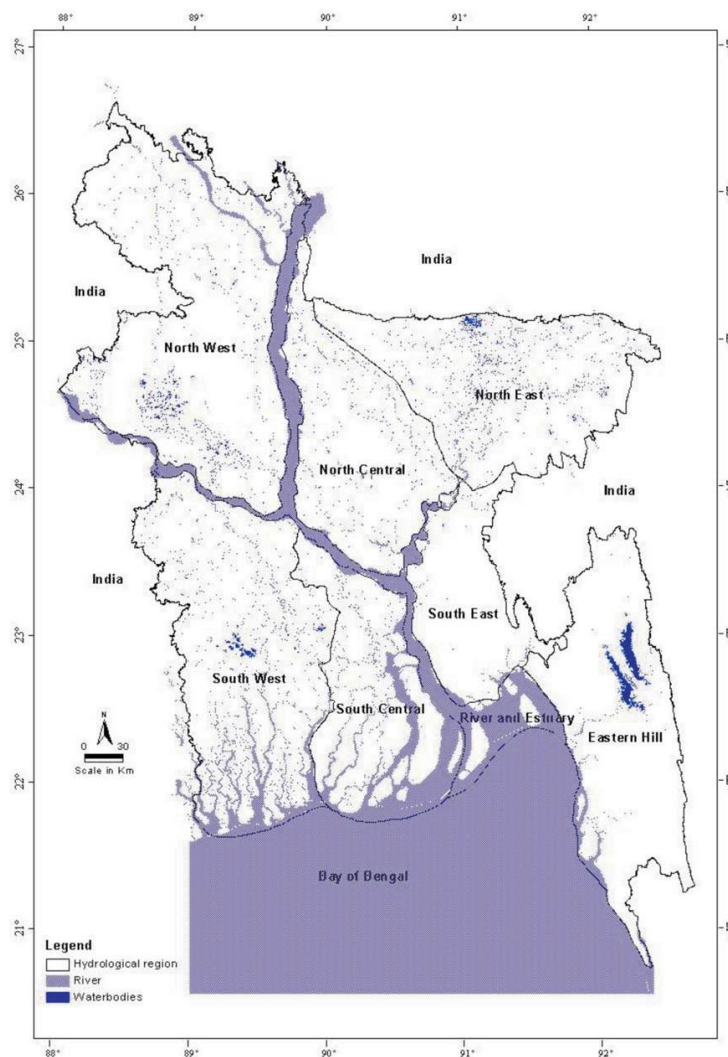 88° 90° 91° 92°
27°
26°
India
India
North West
25°
North East
North Central
24°
India
India
South East
23°
South West
South Central
River and Estuary
Eastern Hill
N
0 30
Scale in Km
22°
Bay of Bengal
21°
Legend
Hydrological region
River
Waterbodies
88° 89° 90° 91° 92°